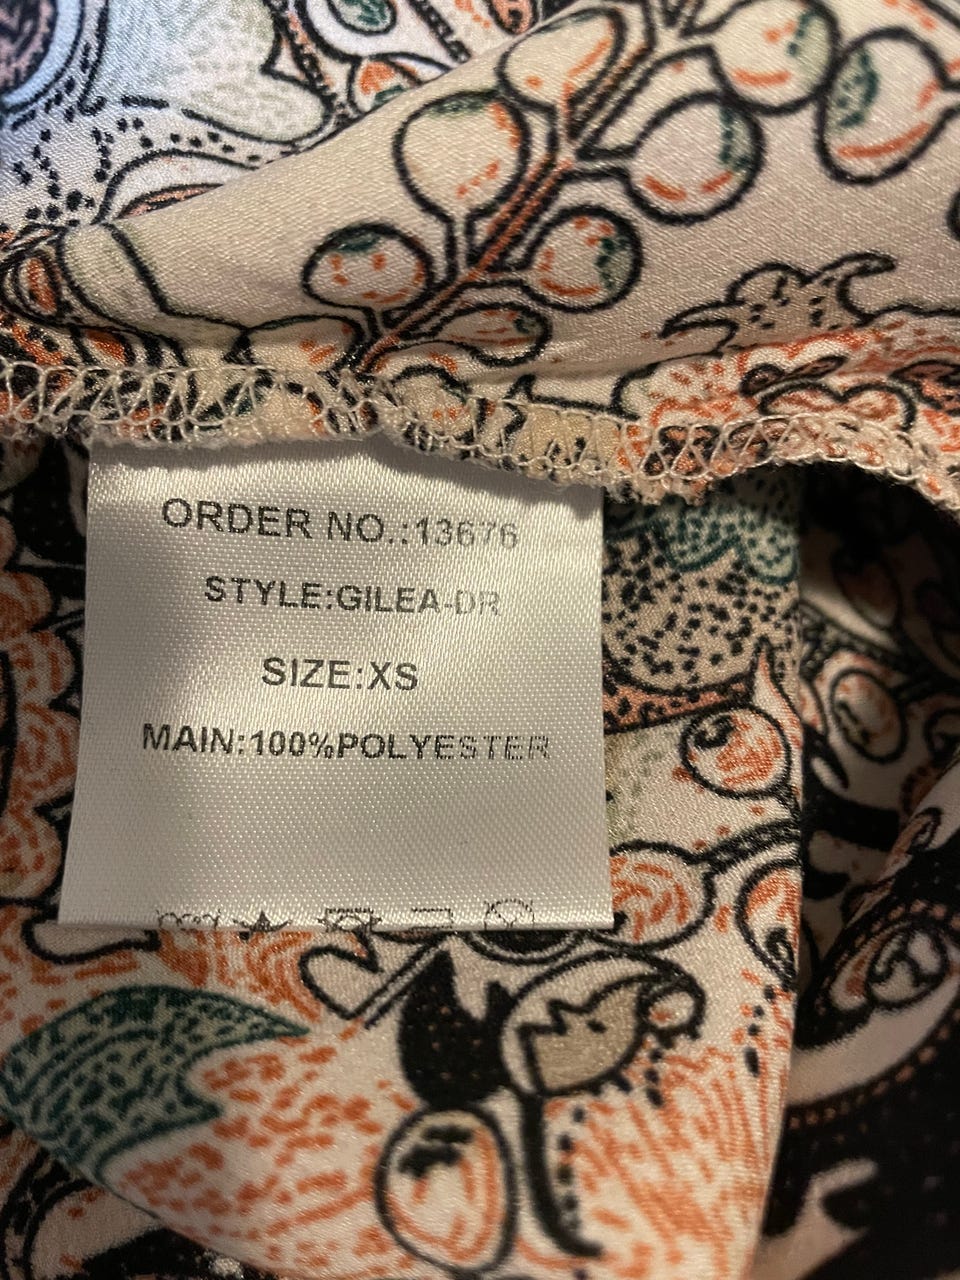 ORDER NO.:13676
STYLE:GILEA-DR
SIZE:XS
MAIN:100%POLYESTER